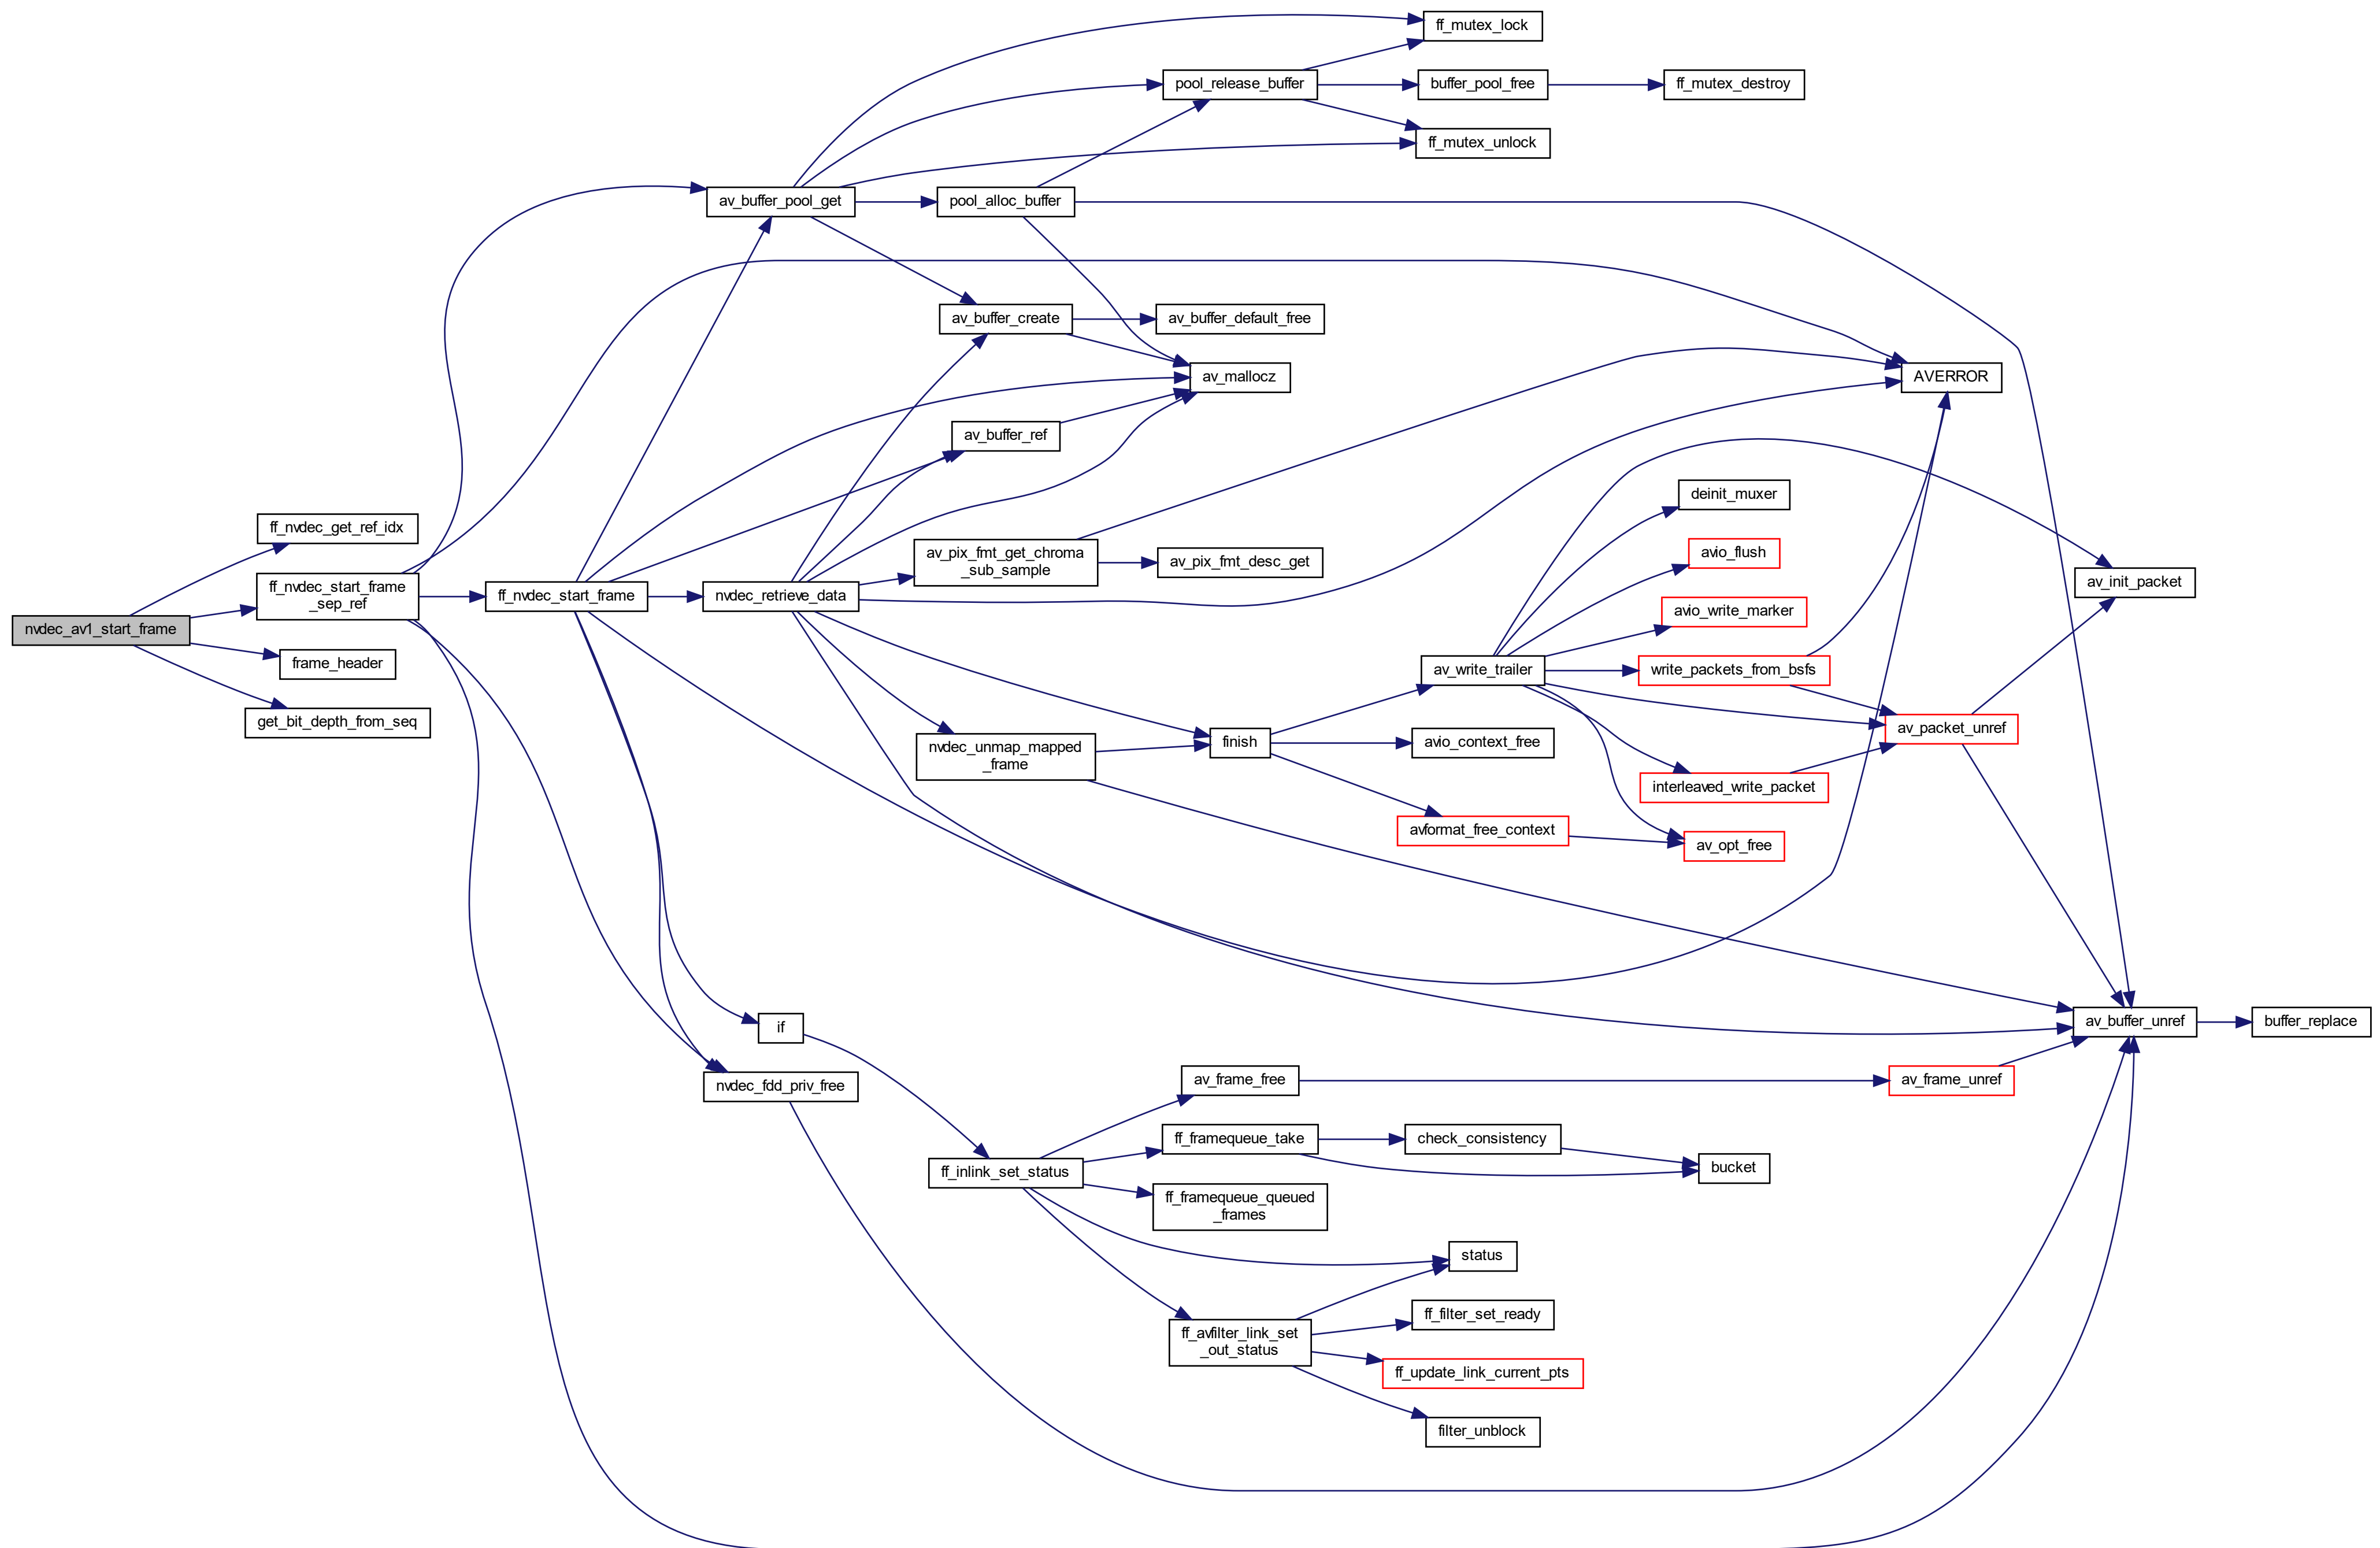 ff_mutex_lock
pool_release_buffer
buffer_pool_free
ff_mutex_destroy
ff_mutex_unlock
av_buffer_pool_get
pool_alloc_buffer
av_buffer_create
av_buffer_default_free
av_mallocz
AVERROR
av_buffer_ref
deinit_muxer
ff_nvdec_get_ref_idx
av_pix_fmt_get_chroma
_sub_sample
av_pix_fmt_desc_get
avio_flush
av_init_packet
ff_nvdec_start_frame
_sep_ref
ff_nvdec_start_frame
nvdec_retrieve_data
avio_write_marker
nvdec_av1_start_frame
frame_header
av_write_trailer
write_packets_from_bsfs
get_bit_depth_from_seq
av_packet_unref
nvdec_unmap_mapped
_frame
finish
avio_context_free
interleaved_write_packet
avformat_free_context
av_opt_free
if
av_buffer_unref
buffer_replace
nvdec_fdd_priv_free
av_frame_free
av_frame_unref
ff_framequeue_take
check_consistency
ff_inlink_set_status
bucket
ff_framequeue_queued
_frames
status
ff_avfilter_link_set
_out_status
ff_filter_set_ready
ff_update_link_current_pts
filter_unblock